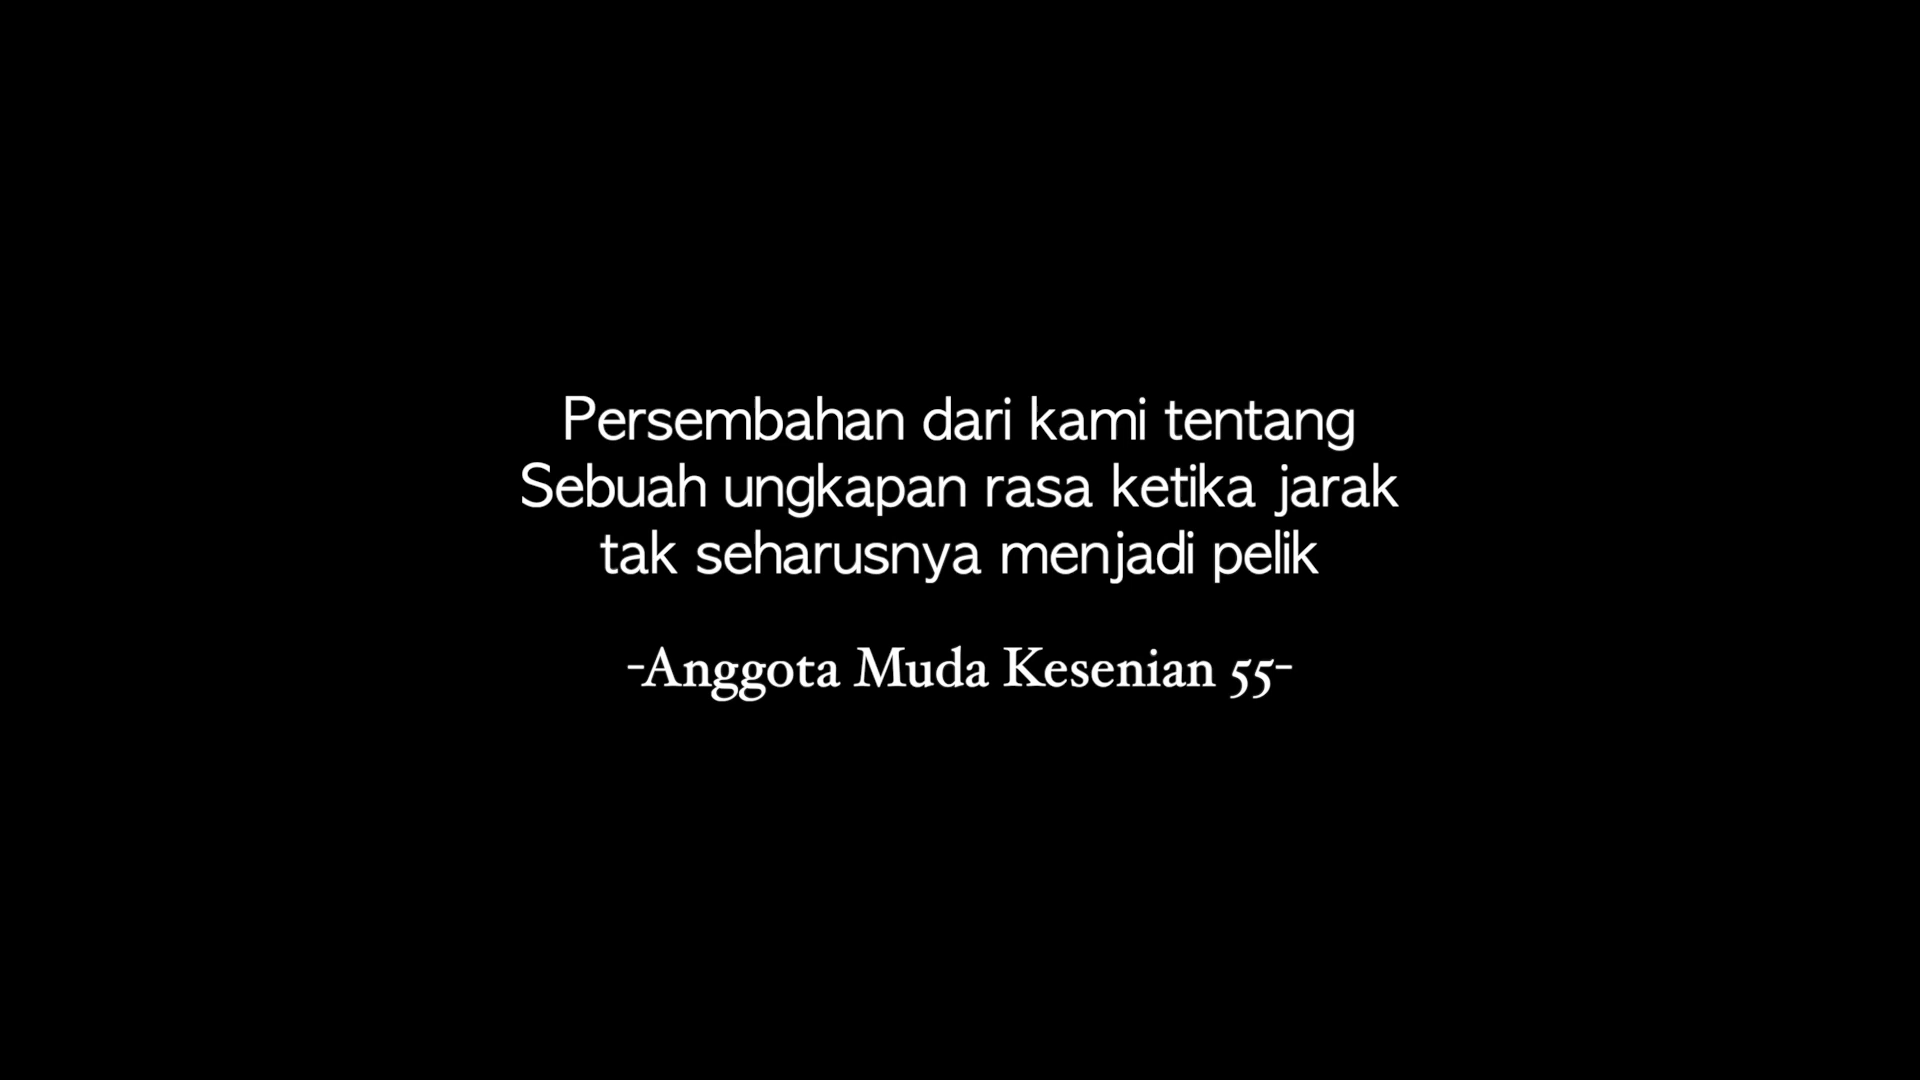 Persembahan dari kami tentang
Sebuah ungkapan rasa ketika jarak
tak seharusnya menjadi pelik
-Anggota Muda Kesenian 55-